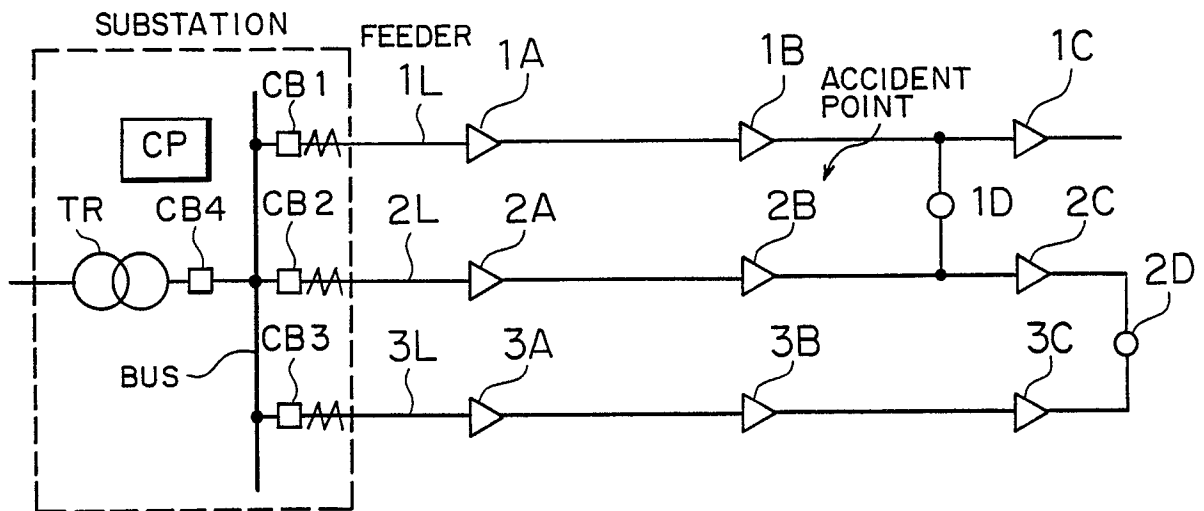 SUBSTATION
FEEDER
CB1
1L
1A
1B
ACCIDENT
POINT
1C
CP
TR
CB4
CB2
2L
2A
2B
1D
2C
2D
CB3
BUS
3L
3A
3B
3C